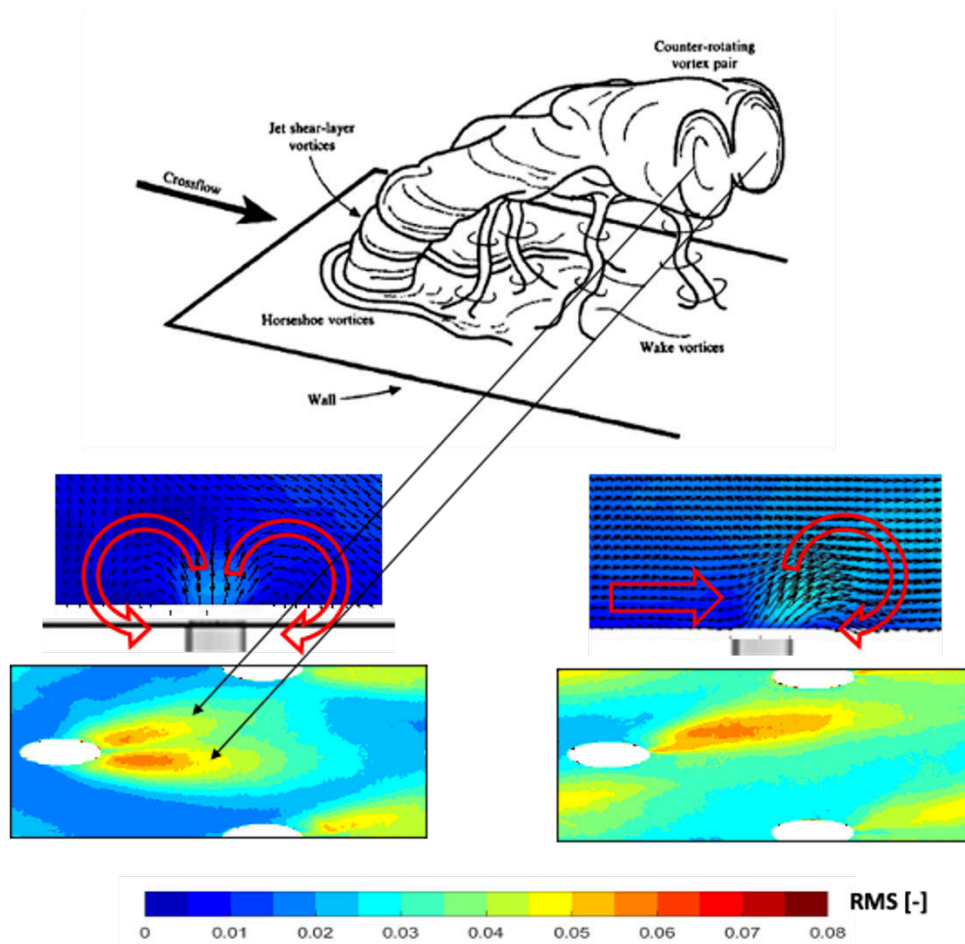 Counter-rotating
vortex pair
Jet shear-layer
vortices
Crossflow
Horseshoe vortices
Wake vortices
Wall
RMS [-]
0 0.01 0.02 0.03 0.04 0.05 0.06 0.07 0.08